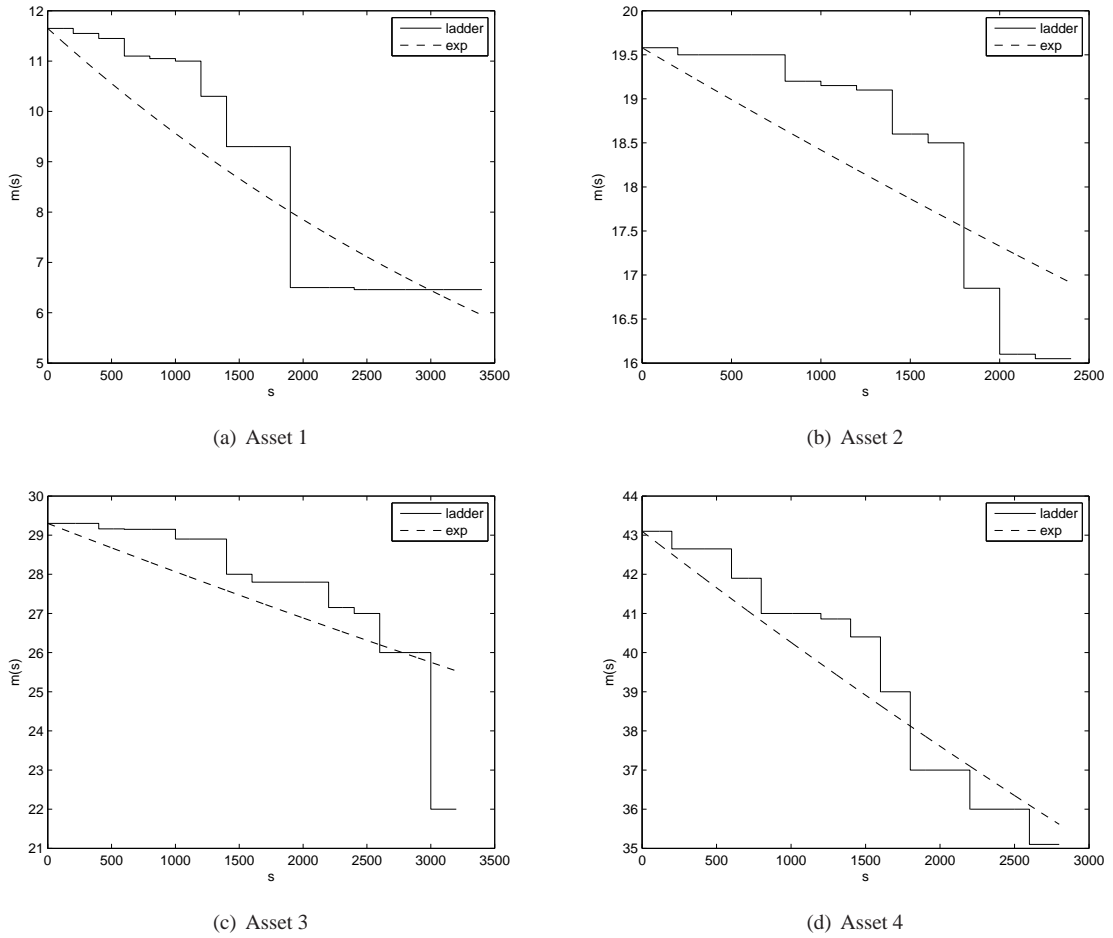 12
11
10
9
8
7
6
5
m(s)
0 500 1000 1500 2000 2500 3000 3500
s
ladder
exp
(a) Asset 1
20
19.5
19
18.5
18
17.5
17
16.5
16
m(s)
0 500 1000 1500 2000 2500
s
ladder
exp
(b) Asset 2
30
29
28
27
26
25
24
23
22
21
m(s)
0 500 1000 1500 2000 2500 3000 3500
s
ladder
exp
(c) Asset 3
44
43
42
41
40
39
38
37
36
35
m(s)
0 500 1000 1500 2000 2500 3000
s
ladder
exp
(d) Asset 4